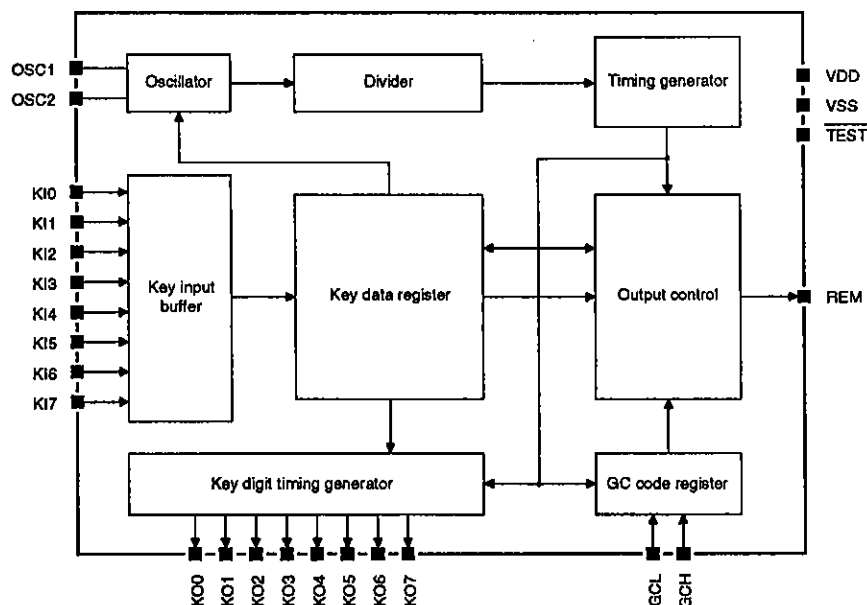 OSC1
OSC2
Oscillator
Divider
Timing generator
VDD
VSS
TEST
KI0
KI1
KI2
KI3
KI4
KI5
KI6
KI7
Key input
buffer
Key data register
Output control
REM
Key digit timing generator
GC code register
KO0
KO1
KO2
KO3
KO4
KO5
KO6
KO7
GCL
GCH